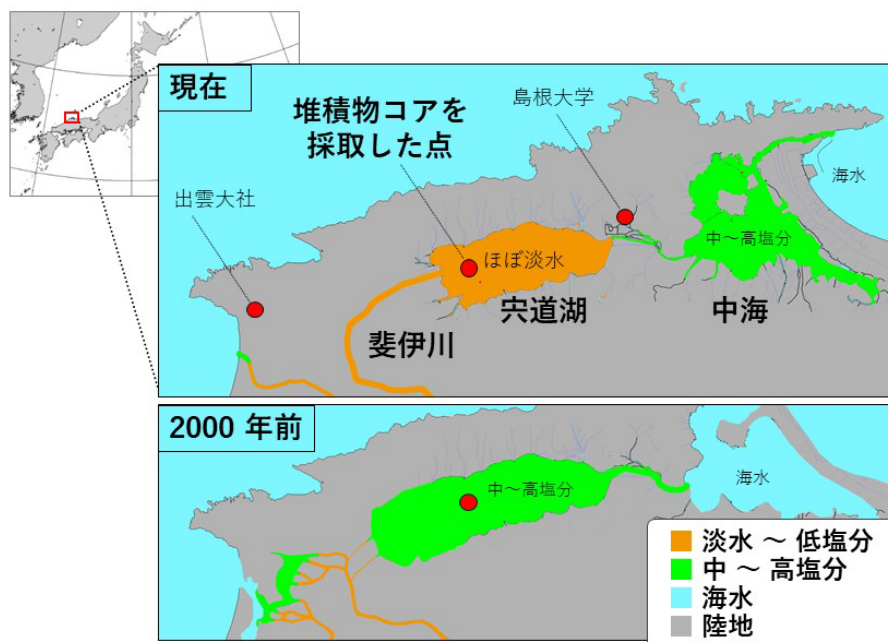 現在
堆積物コアを
採取した点
島根大学
出雲大社
海水
中～高塩分
ほぼ淡水
宍道湖
中海
斐伊川
2000 年前
海水
中～高塩分
淡水 ～ 低塩分
中 ～ 高塩分
海水
陸地